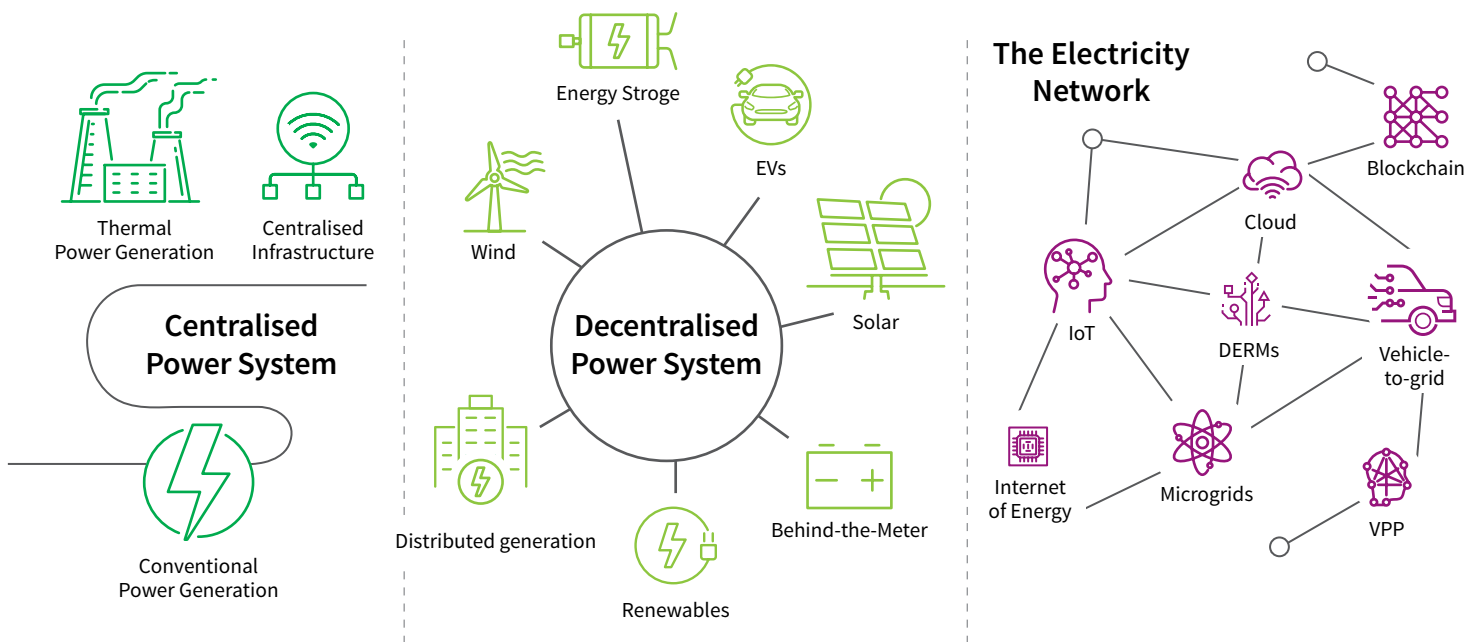 Thermal
Power Generation
Centralised
Infrastructure
Centralised
Power System
Conventional
Power Generation
Energy Stroge
EVs
Wind
Solar
Decentralised
Power System
Distributed generation
Behind-the-Meter
Renewables
The Electricity
Network
Blockchain
Cloud
IoT
DERMs
Vehicle-
to-grid
Internet
of Energy
Microgrids
VPP